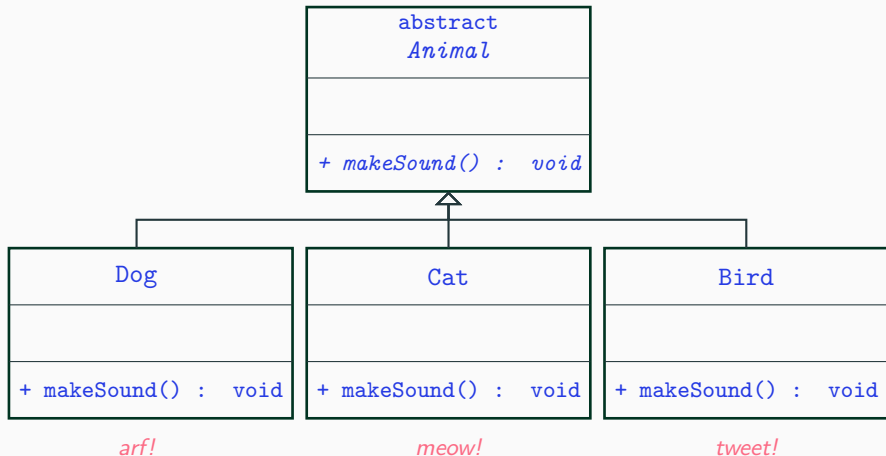 abstract
Animal
+ makeSound() : void
Dog
Cat
Bird
+ makeSound() : void
+ makeSound() : void
+ makeSound() : void
arf!
meow!
tweet!